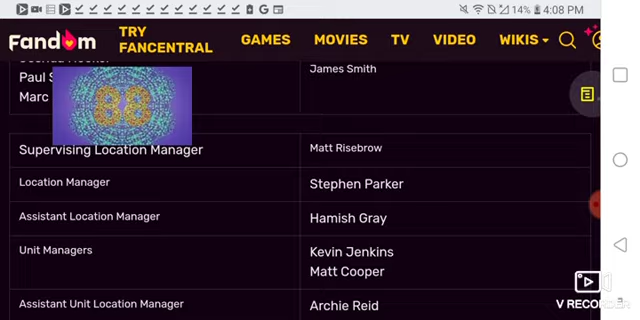 14% 4:08 PM
Fandom
TRY
FANCENTRAL
GAMES
MOVIES
TV
VIDEO
WIKIS
Paul
James Smith
Marc
88
Supervising Location Manager
Matt Risebrow
Location Manager
Stephen Parker
Assistant Location Manager
Hamish Gray
Unit Managers
Kevin Jenkins
Matt Cooper
Assistant Unit Location Manager
Archie Reid
V RECORDER